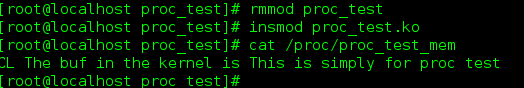 [root@localhost proc_test]# rmmod proc_test
[root@localhost proc_test]# insmod proc_test.ko
[root@localhost proc_test]# cat /proc/proc_test_mem
CL The buf in the kernel is This is simply for proc test
[root@localhost proc_test]#